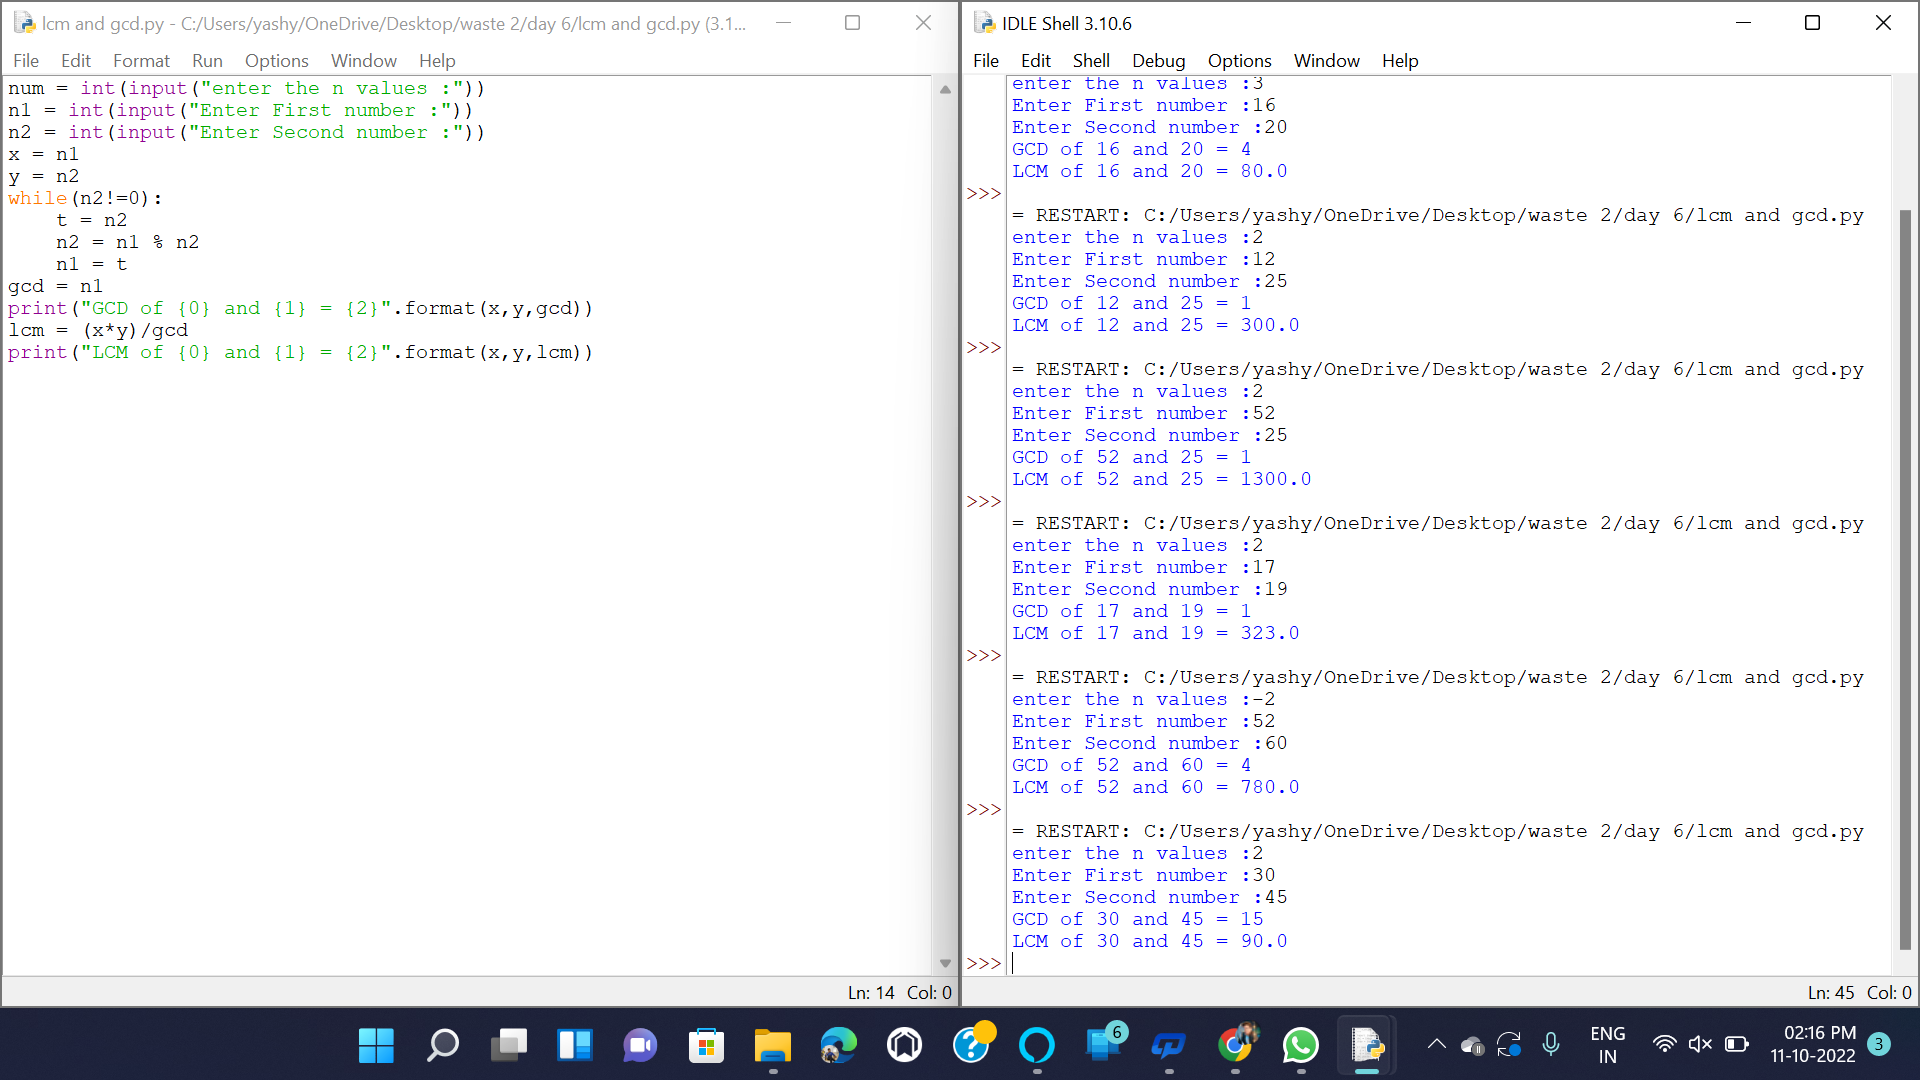 lcm and gcd.py - C:/Users/yashy/OneDrive/Desktop/waste 2/day 6/lcm and gcd.py (3.1...
File Edit Format Run Options Window Help
num = int(input("enter the n values :"))
n1 = int(input("Enter First number :"))
n2 = int(input("Enter Second number :"))
x = n1
y = n2
while(n2!=0):
    t = n2
    n2 = n1 % n2
    n1 = t
gcd = n1
print("GCD of {0} and {1} = {2}".format(x,y,gcd))
lcm = (x*y)/gcd
print("LCM of {0} and {1} = {2}".format(x,y,lcm))
Ln: 14 Col: 0
IDLE Shell 3.10.6
File Edit Shell Debug Options Window Help
enter the n values :3
Enter First number :16
Enter Second number :20
GCD of 16 and 20 = 4
LCM of 16 and 20 = 80.0
>>>
= RESTART: C:/Users/yashy/OneDrive/Desktop/waste 2/day 6/lcm and gcd.py
enter the n values :2
Enter First number :12
Enter Second number :25
GCD of 12 and 25 = 1
LCM of 12 and 25 = 300.0
>>>
= RESTART: C:/Users/yashy/OneDrive/Desktop/waste 2/day 6/lcm and gcd.py
enter the n values :2
Enter First number :52
Enter Second number :25
GCD of 52 and 25 = 1
LCM of 52 and 25 = 1300.0
>>>
= RESTART: C:/Users/yashy/OneDrive/Desktop/waste 2/day 6/lcm and gcd.py
enter the n values :2
Enter First number :17
Enter Second number :19
GCD of 17 and 19 = 1
LCM of 17 and 19 = 323.0
>>>
= RESTART: C:/Users/yashy/OneDrive/Desktop/waste 2/day 6/lcm and gcd.py
enter the n values :-2
Enter First number :52
Enter Second number :60
GCD of 52 and 60 = 4
LCM of 52 and 60 = 780.0
>>>
= RESTART: C:/Users/yashy/OneDrive/Desktop/waste 2/day 6/lcm and gcd.py
enter the n values :2
Enter First number :30
Enter Second number :45
GCD of 30 and 45 = 15
LCM of 30 and 45 = 90.0
>>>
Ln: 45 Col: 0
6
ENG
IN
02:16 PM
11-10-2022
3